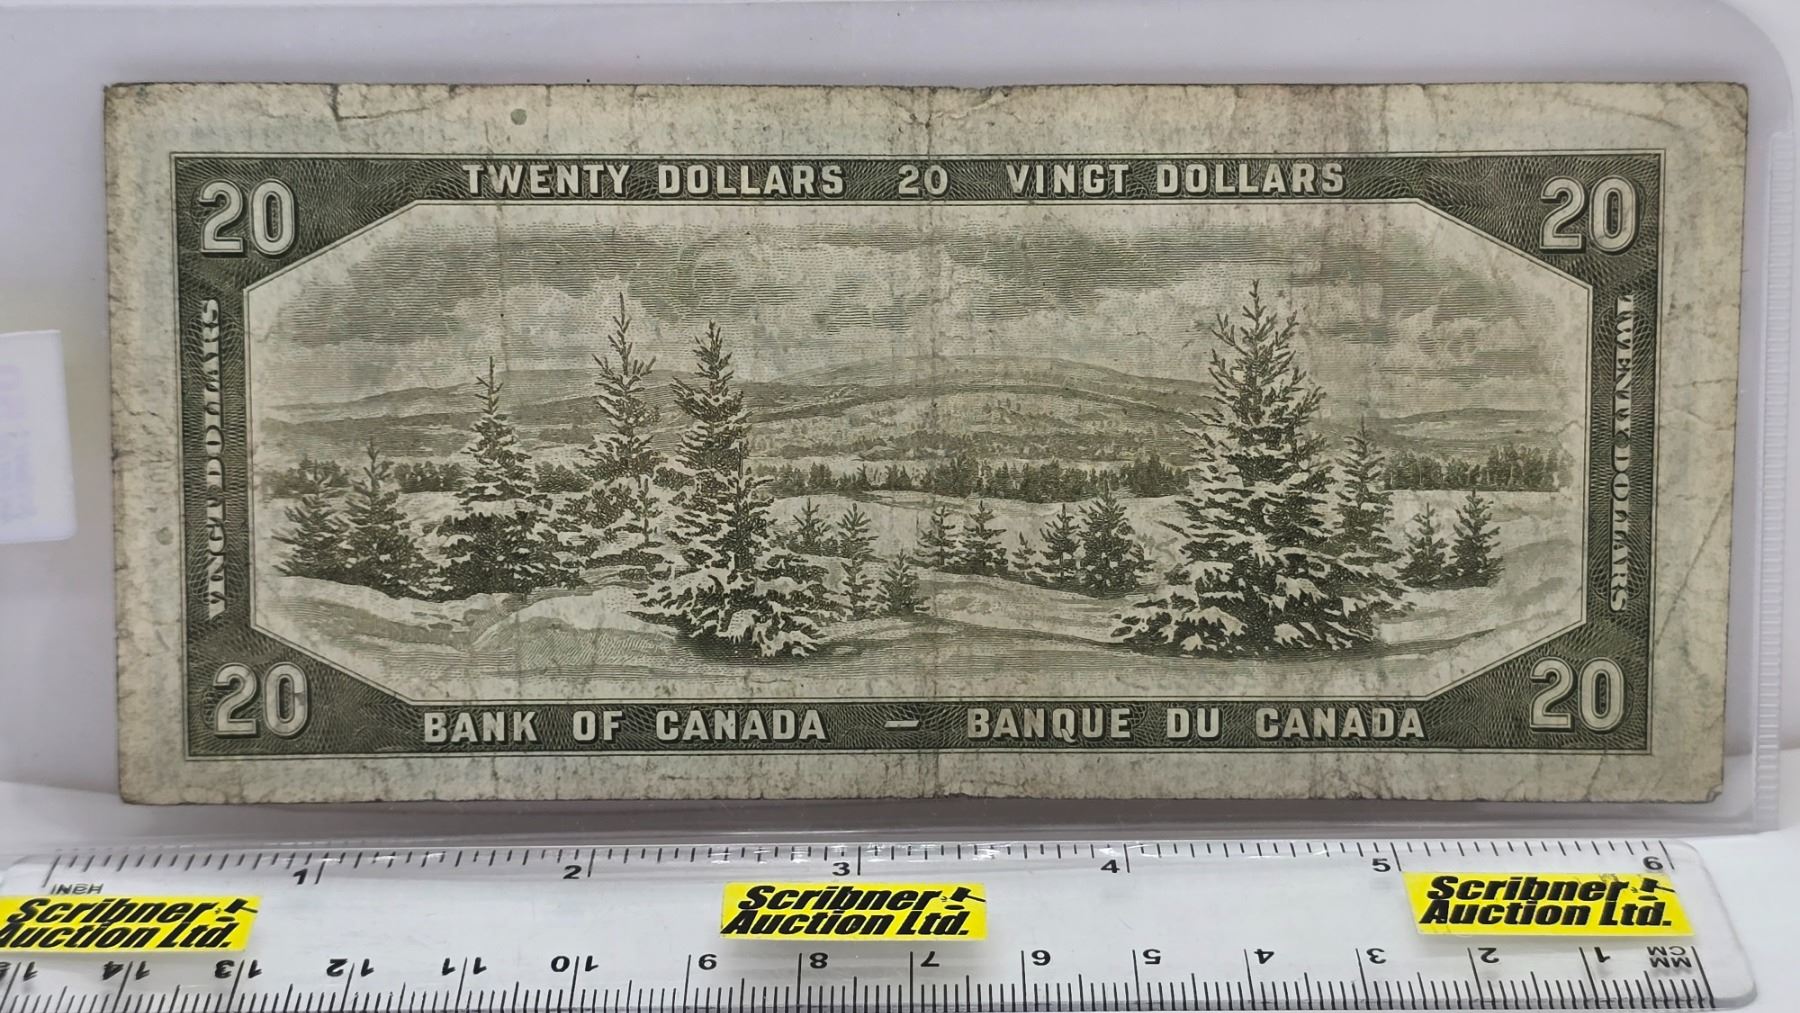 TWENTY DOLLARS 20 VINGT DOLLARS
20
20
VINGT DOLLARS
TWENTY DOLLARS
20
20
BANK OF CANADA — BANQUE DU CANADA
1 2 3 4 5 6
INCH
Scribner
Auction Ltd.
Scribner
Auction Ltd.
Scribner
Auction Ltd.
15 14 13 12 11 10 9 8 7 6 5 4 3 2 1 MM
CM